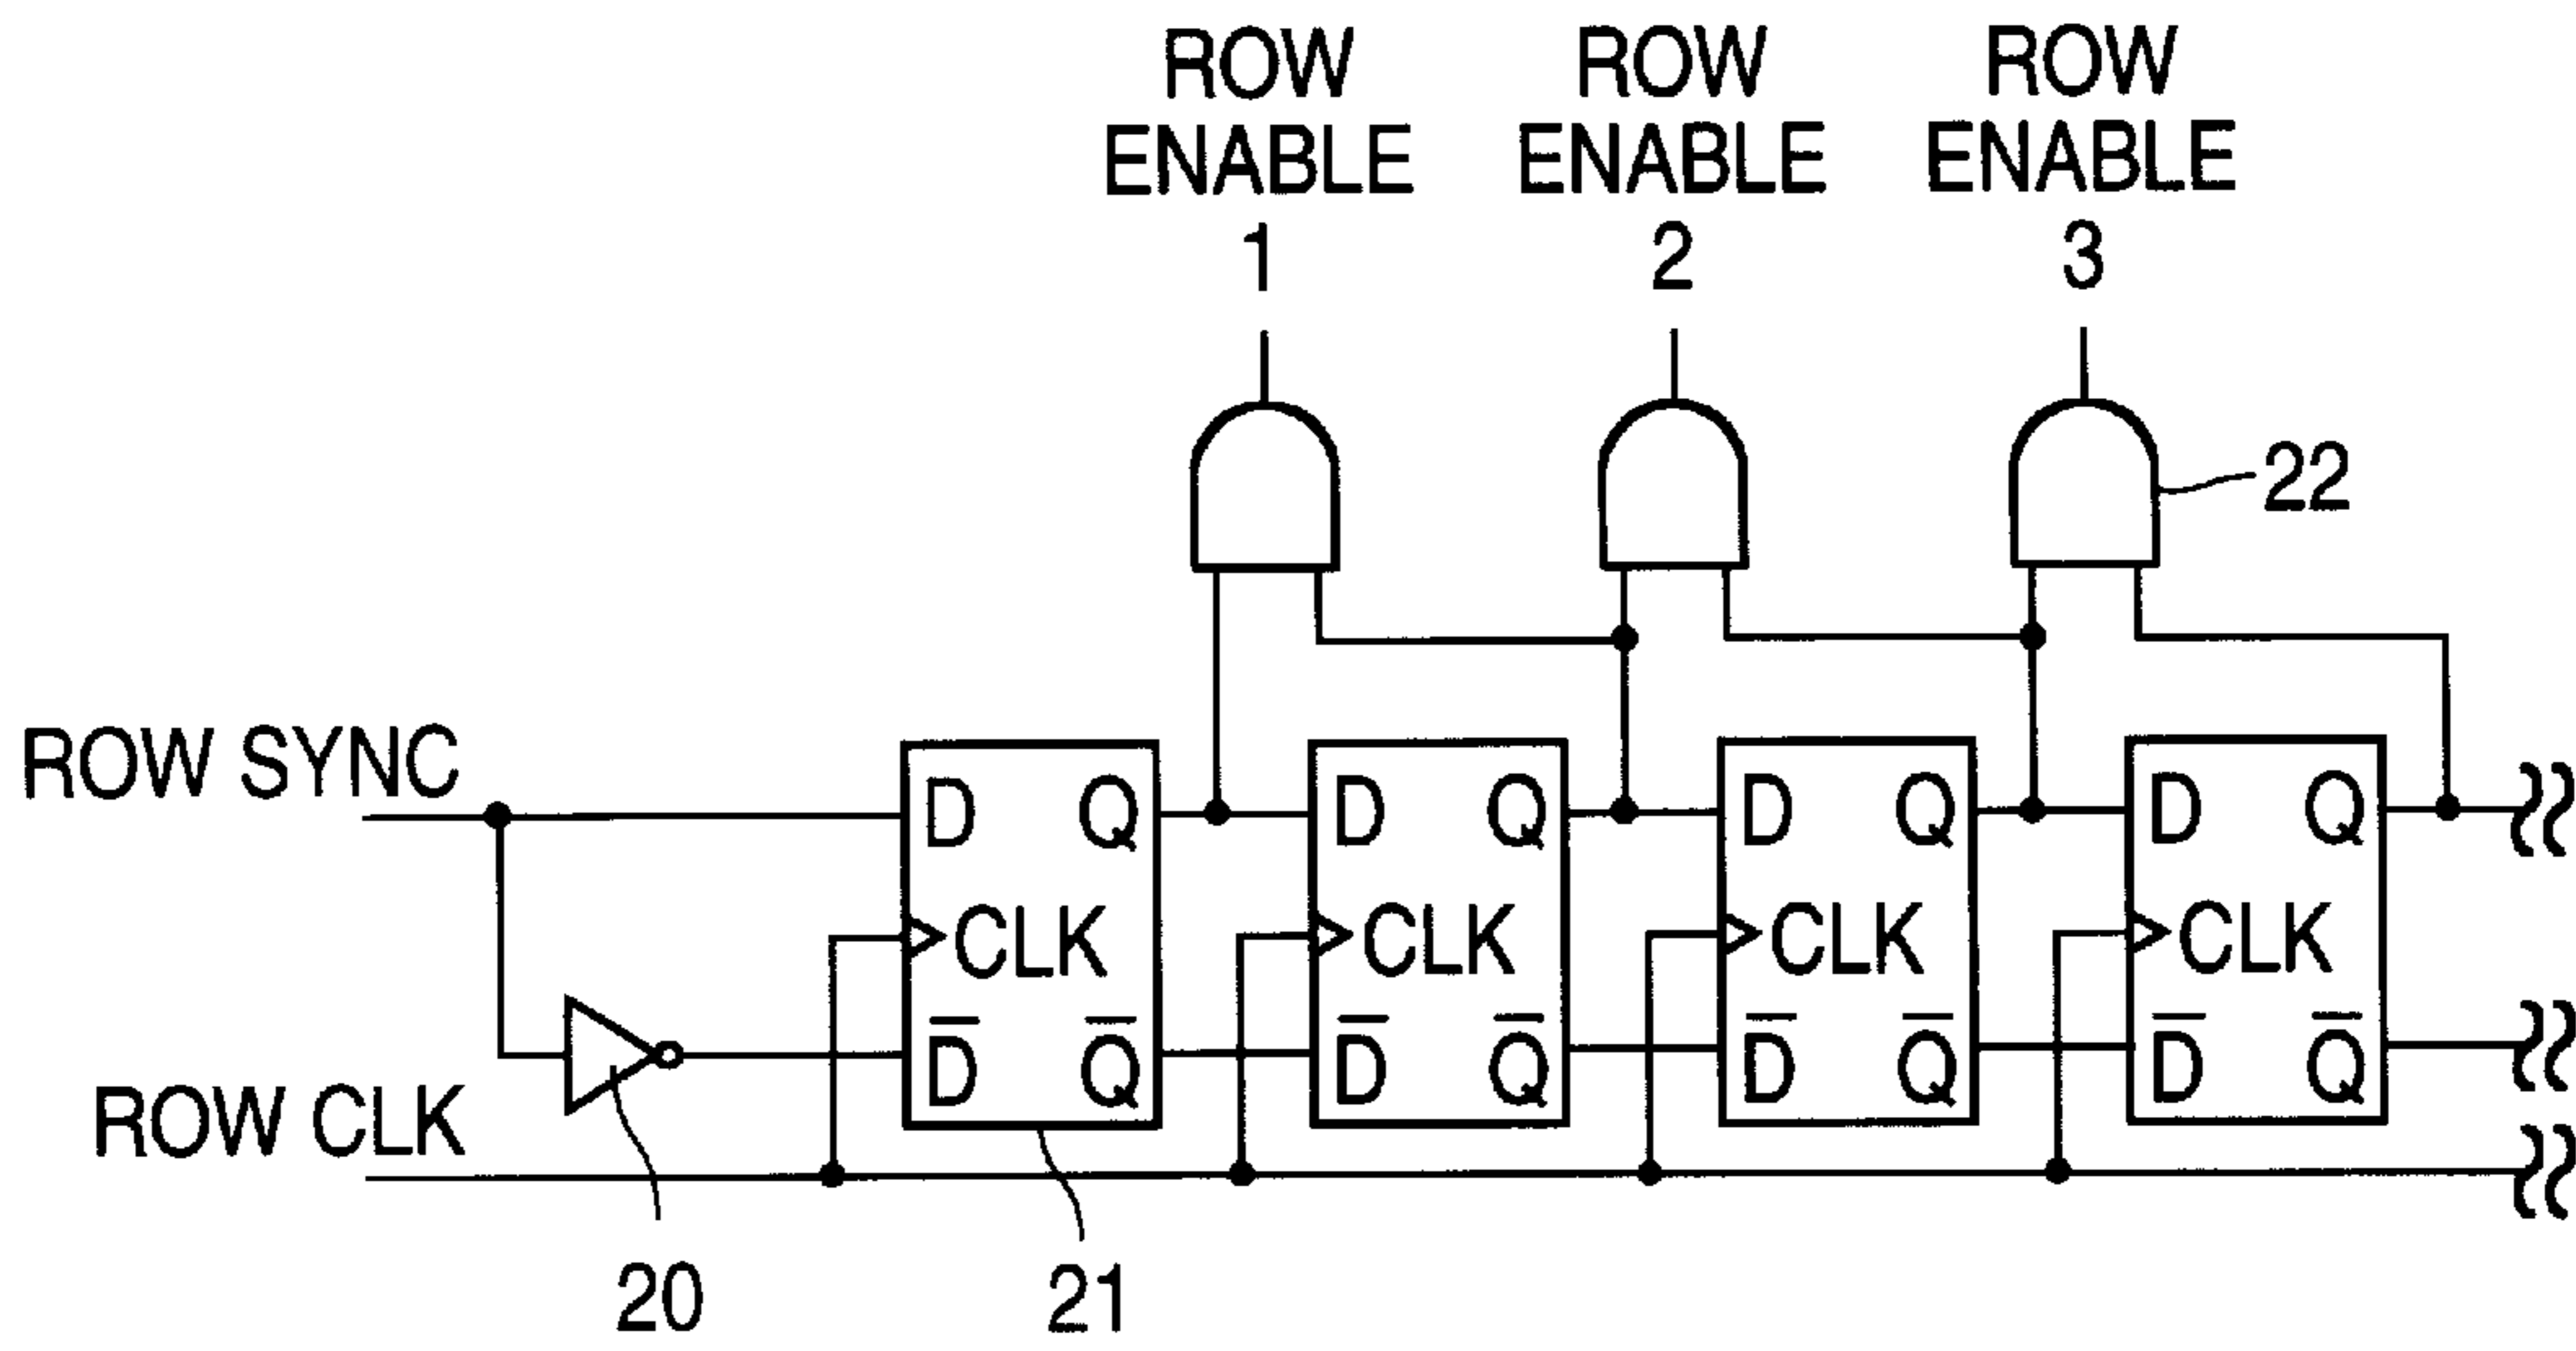 ROW
ENABLE
1
ROW
ENABLE
2
ROW
ENABLE
3
22
ROW SYNC
D Q
CLK
D̅ Q̅
D Q
CLK
D̅ Q̅
D Q
CLK
D̅ Q̅
D Q
CLK
D̅ Q̅
ROW CLK
20
21